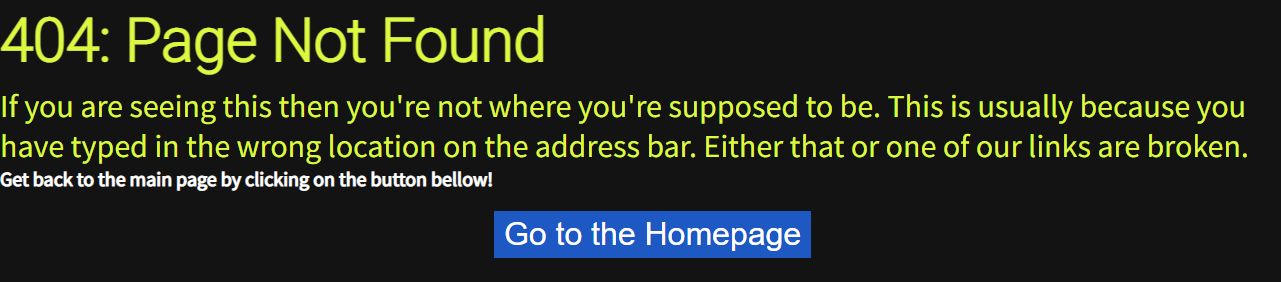 404: Page Not Found
If you are seeing this then you're not where you're supposed to be. This is usually because you
have typed in the wrong location on the address bar. Either that or one of our links are broken.
Get back to the main page by clicking on the button bellow!
Go to the Homepage